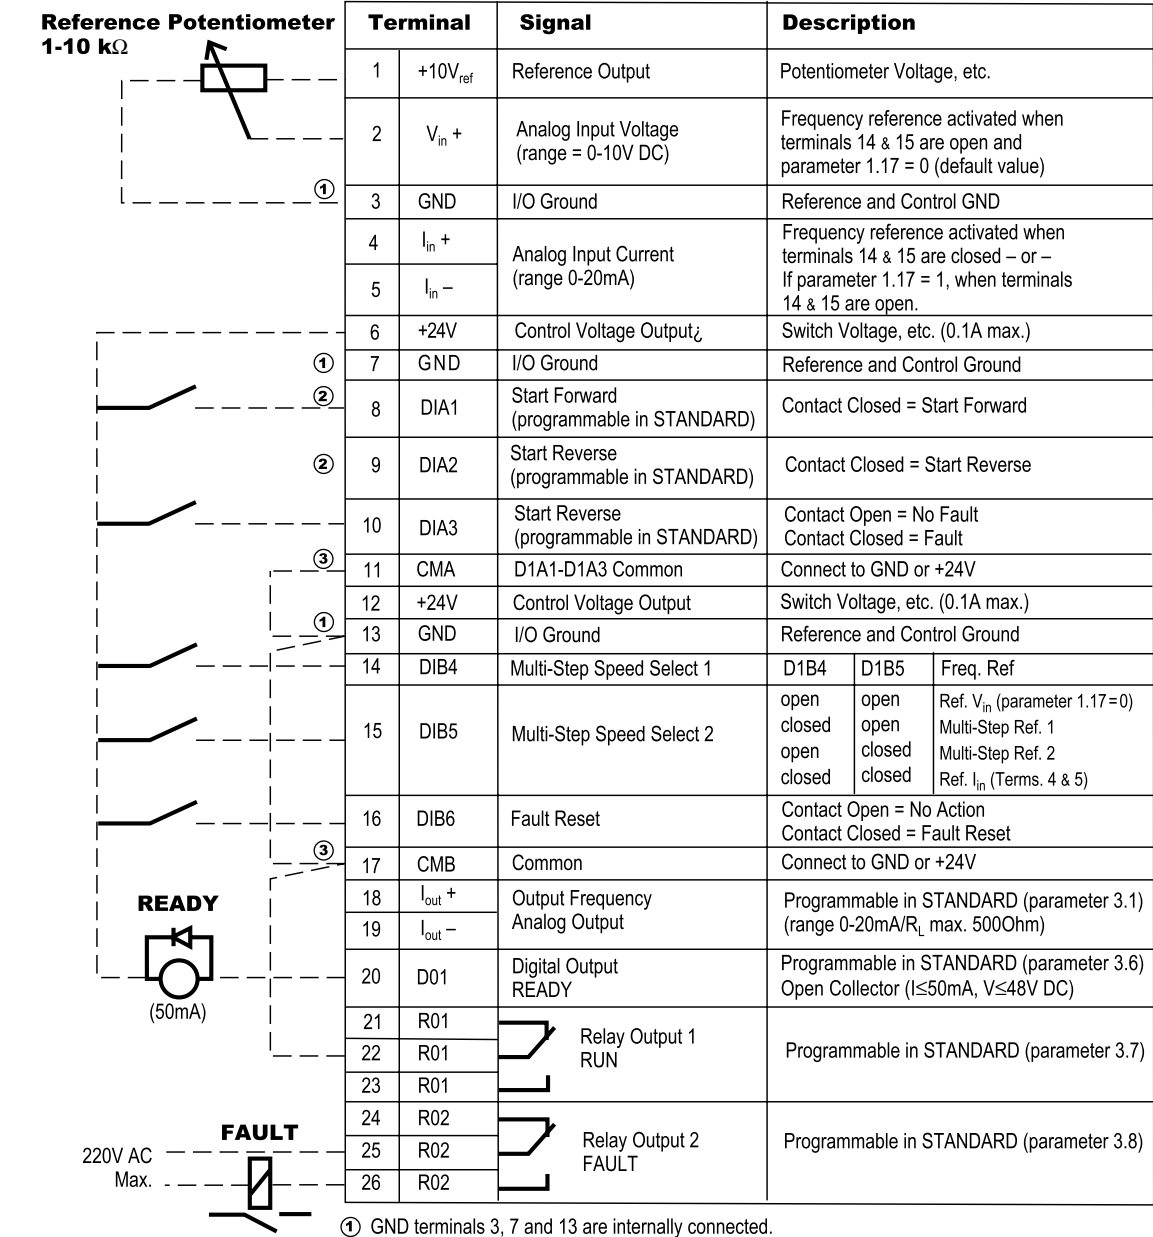 Reference Potentiometer
1-10 kΩ
Terminal Signal Description
1 +10Vref Reference Output Potentiometer Voltage, etc.
2 Vin + Analog Input Voltage
(range = 0-10V DC)
Frequency reference activated when
terminals 14 & 15 are open and
parameter 1.17 = 0 (default value)
① 3 GND I/O Ground Reference and Control GND
4 Iin +
5 Iin –
Analog Input Current
(range 0-20mA)
Frequency reference activated when
terminals 14 & 15 are closed – or –
If parameter 1.17 = 1, when terminals
14 & 15 are open.
6 +24V Control Voltage Output¿ Switch Voltage, etc. (0.1A max.)
① 7 GND I/O Ground Reference and Control Ground
② 8 DIA1 Start Forward
(programmable in STANDARD)
Contact Closed = Start Forward
② 9 DIA2 Start Reverse
(programmable in STANDARD)
Contact Closed = Start Reverse
10 DIA3 Start Reverse
(programmable in STANDARD)
Contact Open = No Fault
Contact Closed = Fault
③ 11 CMA D1A1-D1A3 Common Connect to GND or +24V
12 +24V Control Voltage Output Switch Voltage, etc. (0.1A max.)
① 13 GND I/O Ground Reference and Control Ground
14 DIB4 Multi-Step Speed Select 1 D1B4 D1B5 Freq. Ref
15 DIB5 Multi-Step Speed Select 2
open open Ref. Vin (parameter 1.17=0)
closed open Multi-Step Ref. 1
open closed Multi-Step Ref. 2
closed closed Ref. Iin (Terms. 4 & 5)
16 DIB6 Fault Reset
Contact Open = No Action
Contact Closed = Fault Reset
③ 17 CMB Common Connect to GND or +24V
18 Iout +
19 Iout –
Output Frequency
Analog Output
Programmable in STANDARD (parameter 3.1)
(range 0-20mA/RL max. 500Ohm)
READY
(50mA)
20 D01 Digital Output
READY
Programmable in STANDARD (parameter 3.6)
Open Collector (I≤50mA, V≤48V DC)
21 R01
22 R01
23 R01
Relay Output 1
RUN
Programmable in STANDARD (parameter 3.7)
FAULT
220V AC
Max.
24 R02
25 R02
26 R02
Relay Output 2
FAULT
Programmable in STANDARD (parameter 3.8)
① GND terminals 3, 7 and 13 are internally connected.